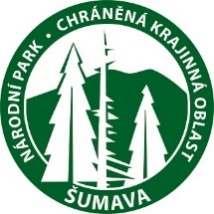 NÁRODNÍ PARK • CHRÁNĚNÁ KRAJINNÁ OBLAST
ŠUMAVA